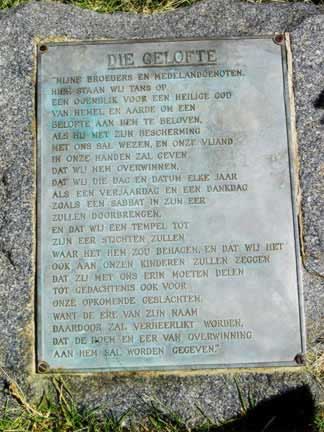 DIE GELOFTE
"MIJNE BROEDERS EN MEDELANDGENOTEN,
HIER STAAN WIJ TANS OP
EEN OGENBLIK VOOR EEN HEILIGE GOD
VAN HEMEL EN AARDE OM EEN
BELOFTE AAN HEM TE BELOVEN,
ALS HIJ MET ZIJN BESCHERMING
MET ONS SAL WEZEN, EN ONZE VIJAND
IN ONZE HANDEN ZAL GEVEN
DAT WIJ HEM OVERWINNEN,
DAT WIJ DIE DAG EN DATUM ELKE JAAR
ALS EEN VERJAARDAG EN EEN DANKDAG
ZOALS EEN SABBAT IN ZIJN EER
ZULLEN DOORBRENGEN,
EN DAT WIJ EEN TEMPEL TOT
ZIJN EER STICHTEN ZULLEN
WAAR HET HEM ZOU BEHAGEN, EN DAT WIJ HET
OOK AAN ONZEN KINDEREN ZULLEN ZEGGEN
DAT ZIJ MET ONS ERIN MOETEN DELEN
TOT GEDACHTENIS OOK VOOR
ONZE OPKOMENDE GESLACHTEN.
WANT DE ERE VAN ZIJN NAAM
DAARDOOR ZAL VERHEERLIKT WORDEN,
DAT DE ROEM EN EER VAN OVERWINNING
AAN HEM SAL WORDEN GEGEVEN."